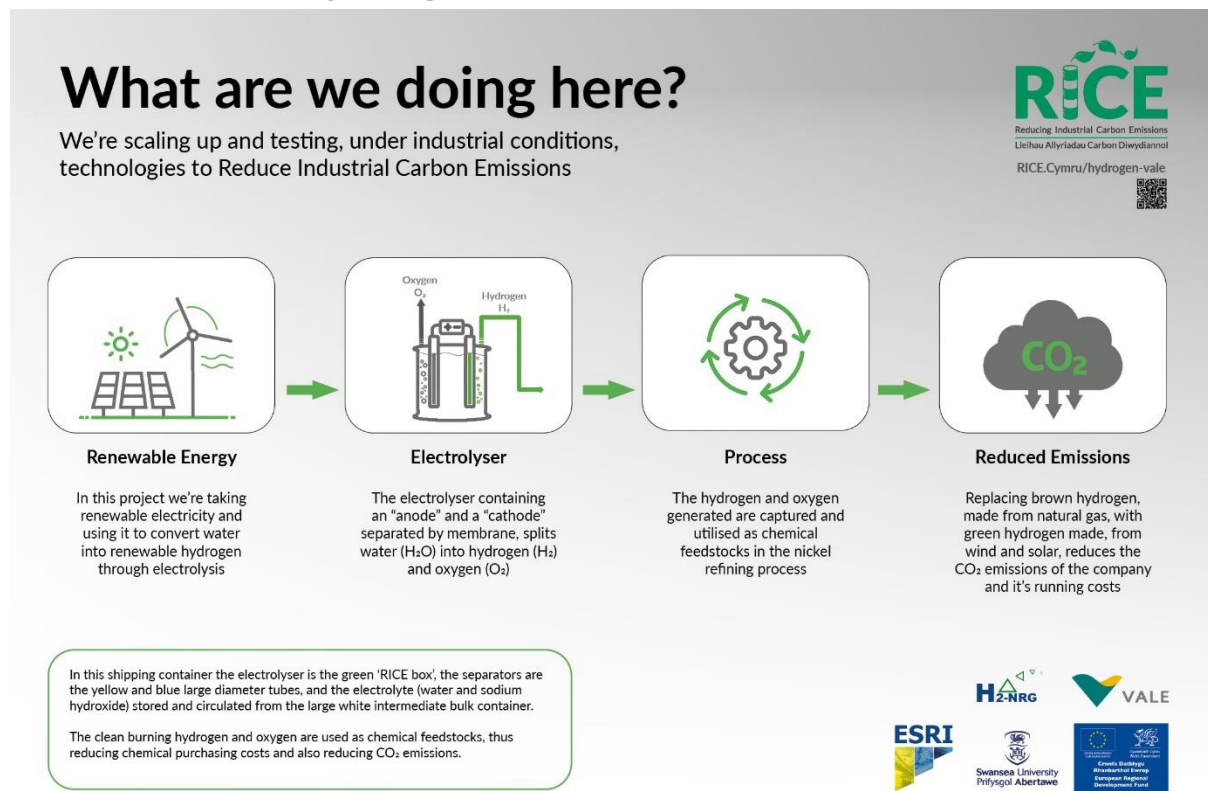 What are we doing here?
We're scaling up and testing, under industrial conditions,
technologies to Reduce Industrial Carbon Emissions
RICE
Reducing Industrial Carbon Emissions
Lleihau Allyriadau Carbon Diwydiannol
RICE.Cymru/hydrogen-vale
Oxygen
O₂
Hydrogen
H₂
CO₂
Renewable Energy
In this project we're taking
renewable electricity and
using it to convert water
into renewable hydrogen
through electrolysis
Electrolyser
The electrolyser containing
an "anode" and a "cathode"
separated by membrane, splits
water (H₂O) into hydrogen (H₂)
and oxygen (O₂)
Process
The hydrogen and oxygen
generated are captured and
utilised as chemical
feedstocks in the nickel
refining process
Reduced Emissions
Replacing brown hydrogen,
made from natural gas, with
green hydrogen made, from
wind and solar, reduces the
CO₂ emissions of the company
and it's running costs
In this shipping container the electrolyser is the green 'RICE box', the separators are
the yellow and blue large diameter tubes, and the electrolyte (water and sodium
hydroxide) stored and circulated from the large white intermediate bulk container.
The clean burning hydrogen and oxygen are used as chemical feedstocks, thus
reducing chemical purchasing costs and also reducing CO₂ emissions.
H2-NRG
VALE
ESRI
Swansea University
Prifysgol Abertawe
Cronfa Datblygu
Rhanbarthol Ewrop
European Regional
Development Fund